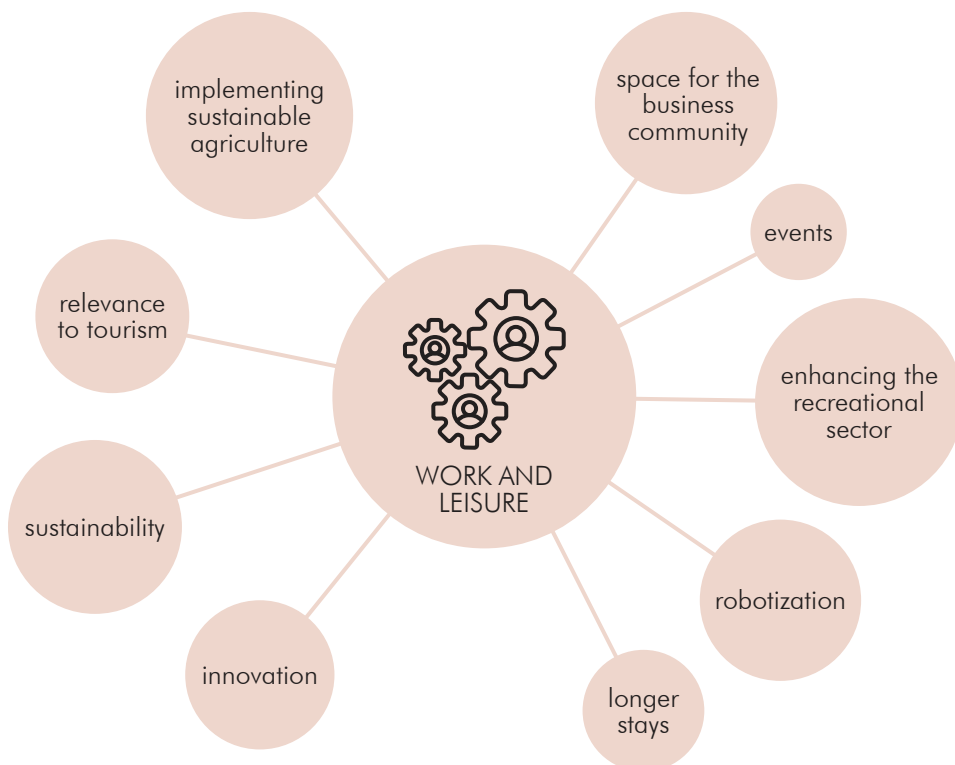 implementing
sustainable
agriculture
space for the
business
community
events
relevance
to tourism
enhancing the
recreational
sector
WORK AND
LEISURE
sustainability
robotization
innovation
longer
stays